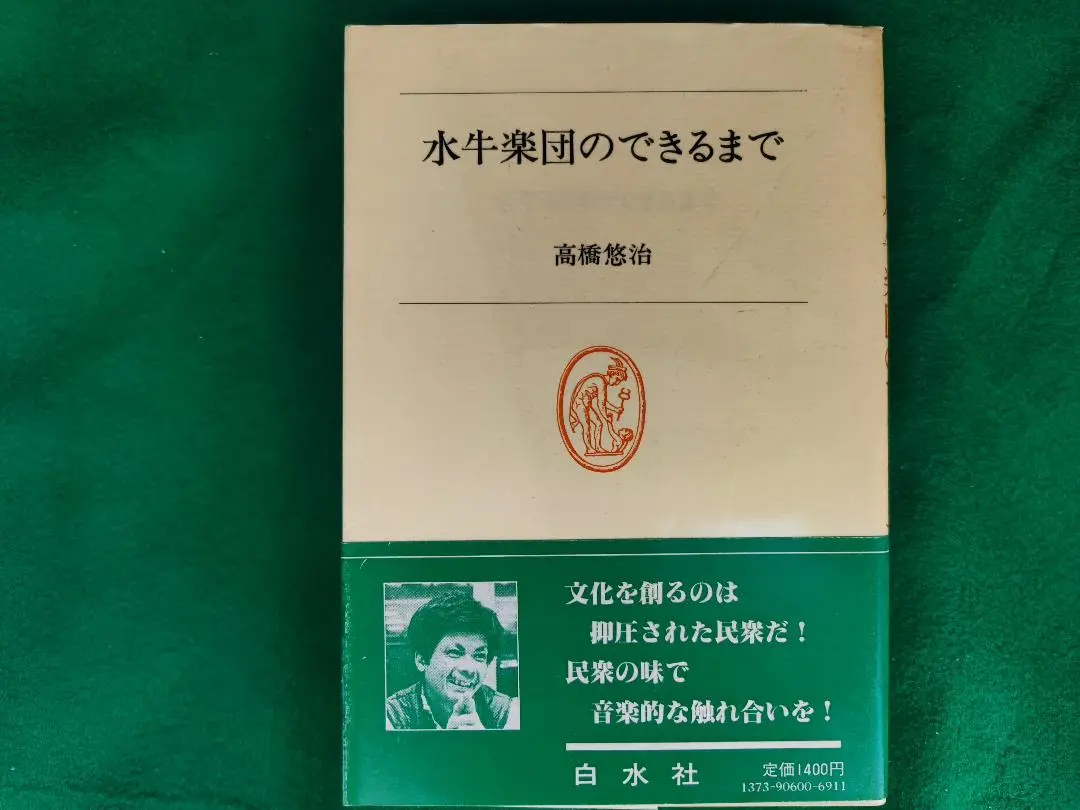 水牛楽団のできるまで
高橋悠治
文化を創るのは
抑圧された民衆だ!
民衆の味で
音楽的な触れ合いを!
白水社
定価1400円
1373-90600-6911